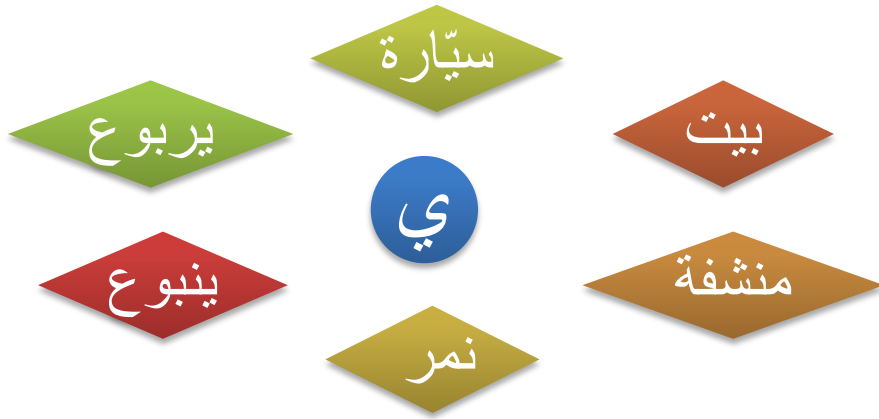 سيّارة
بيت
يربوع
ي
منشفة
ينبوع
نمر